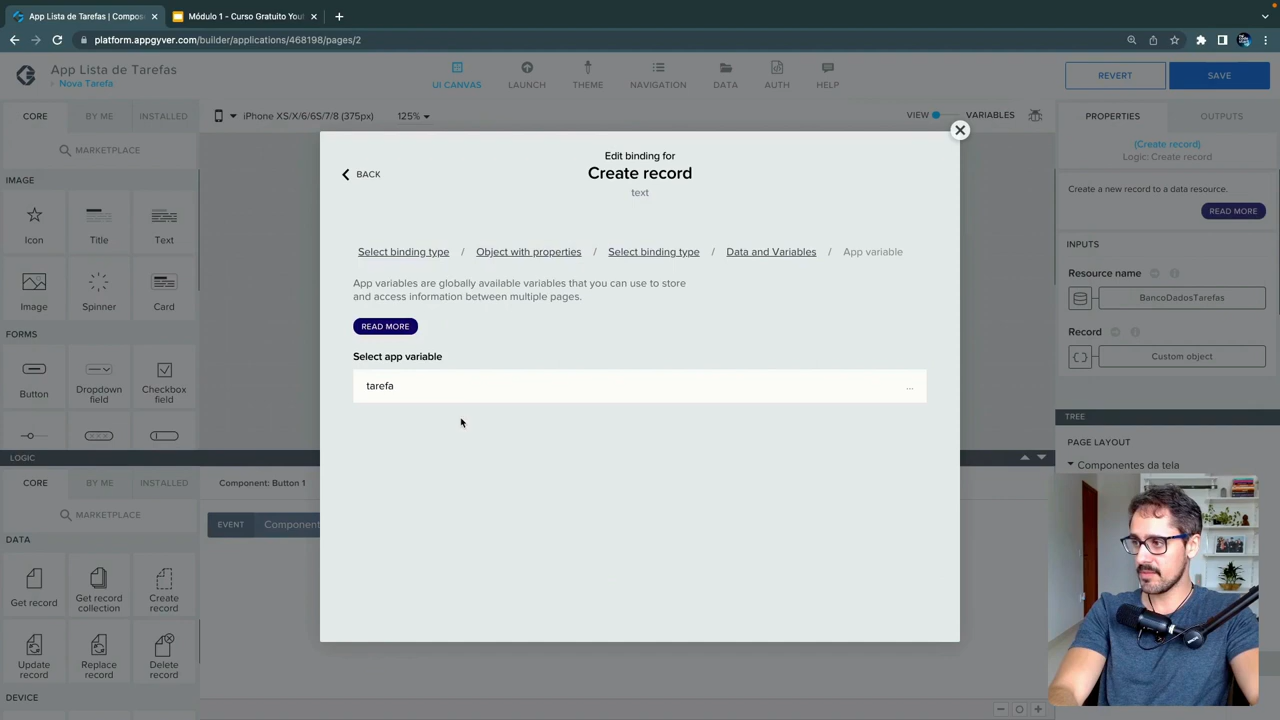 App Lista de Tarefas | Compos
Módulo 1 - Curso Gratuito Yout
platform.appgyver.com/builder/applications/468198/pages/2
App Lista de Tarefas
Nova Tarefa
UI CANVAS
LAUNCH
THEME
NAVIGATION
DATA
AUTH
HELP
REVERT
SAVE
CORE
BY ME
INSTALLED
iPhone XS/X/6/6S/7/8 (375px)
125%
VIEW
VARIABLES
PROPERTIES
OUTPUTS
MARKETPLACE
IMAGE
Icon
Title
Text
Image
Spinner
Card
FORMS
Button
Dropdown
field
Checkbox
field
Edit binding for
BACK
Create record
text
Select binding type / Object with properties / Select binding type / Data and Variables / App variable
App variables are globally available variables that you can use to store
and access information between multiple pages.
READ MORE
Select app variable
tarefa
...
(Create record)
Logic: Create record
Create a new record to a data resource.
READ MORE
INPUTS
Resource name
BancoDadosTarefas
Record
Custom object
TREE
PAGE LAYOUT
Componentes da tela
LOGIC
CORE
BY ME
INSTALLED
Component: Button 1
MARKETPLACE
EVENT
Component
DATA
Get record
Get record
collection
Create
record
Update
record
Replace
record
Delete
record
DEVICE